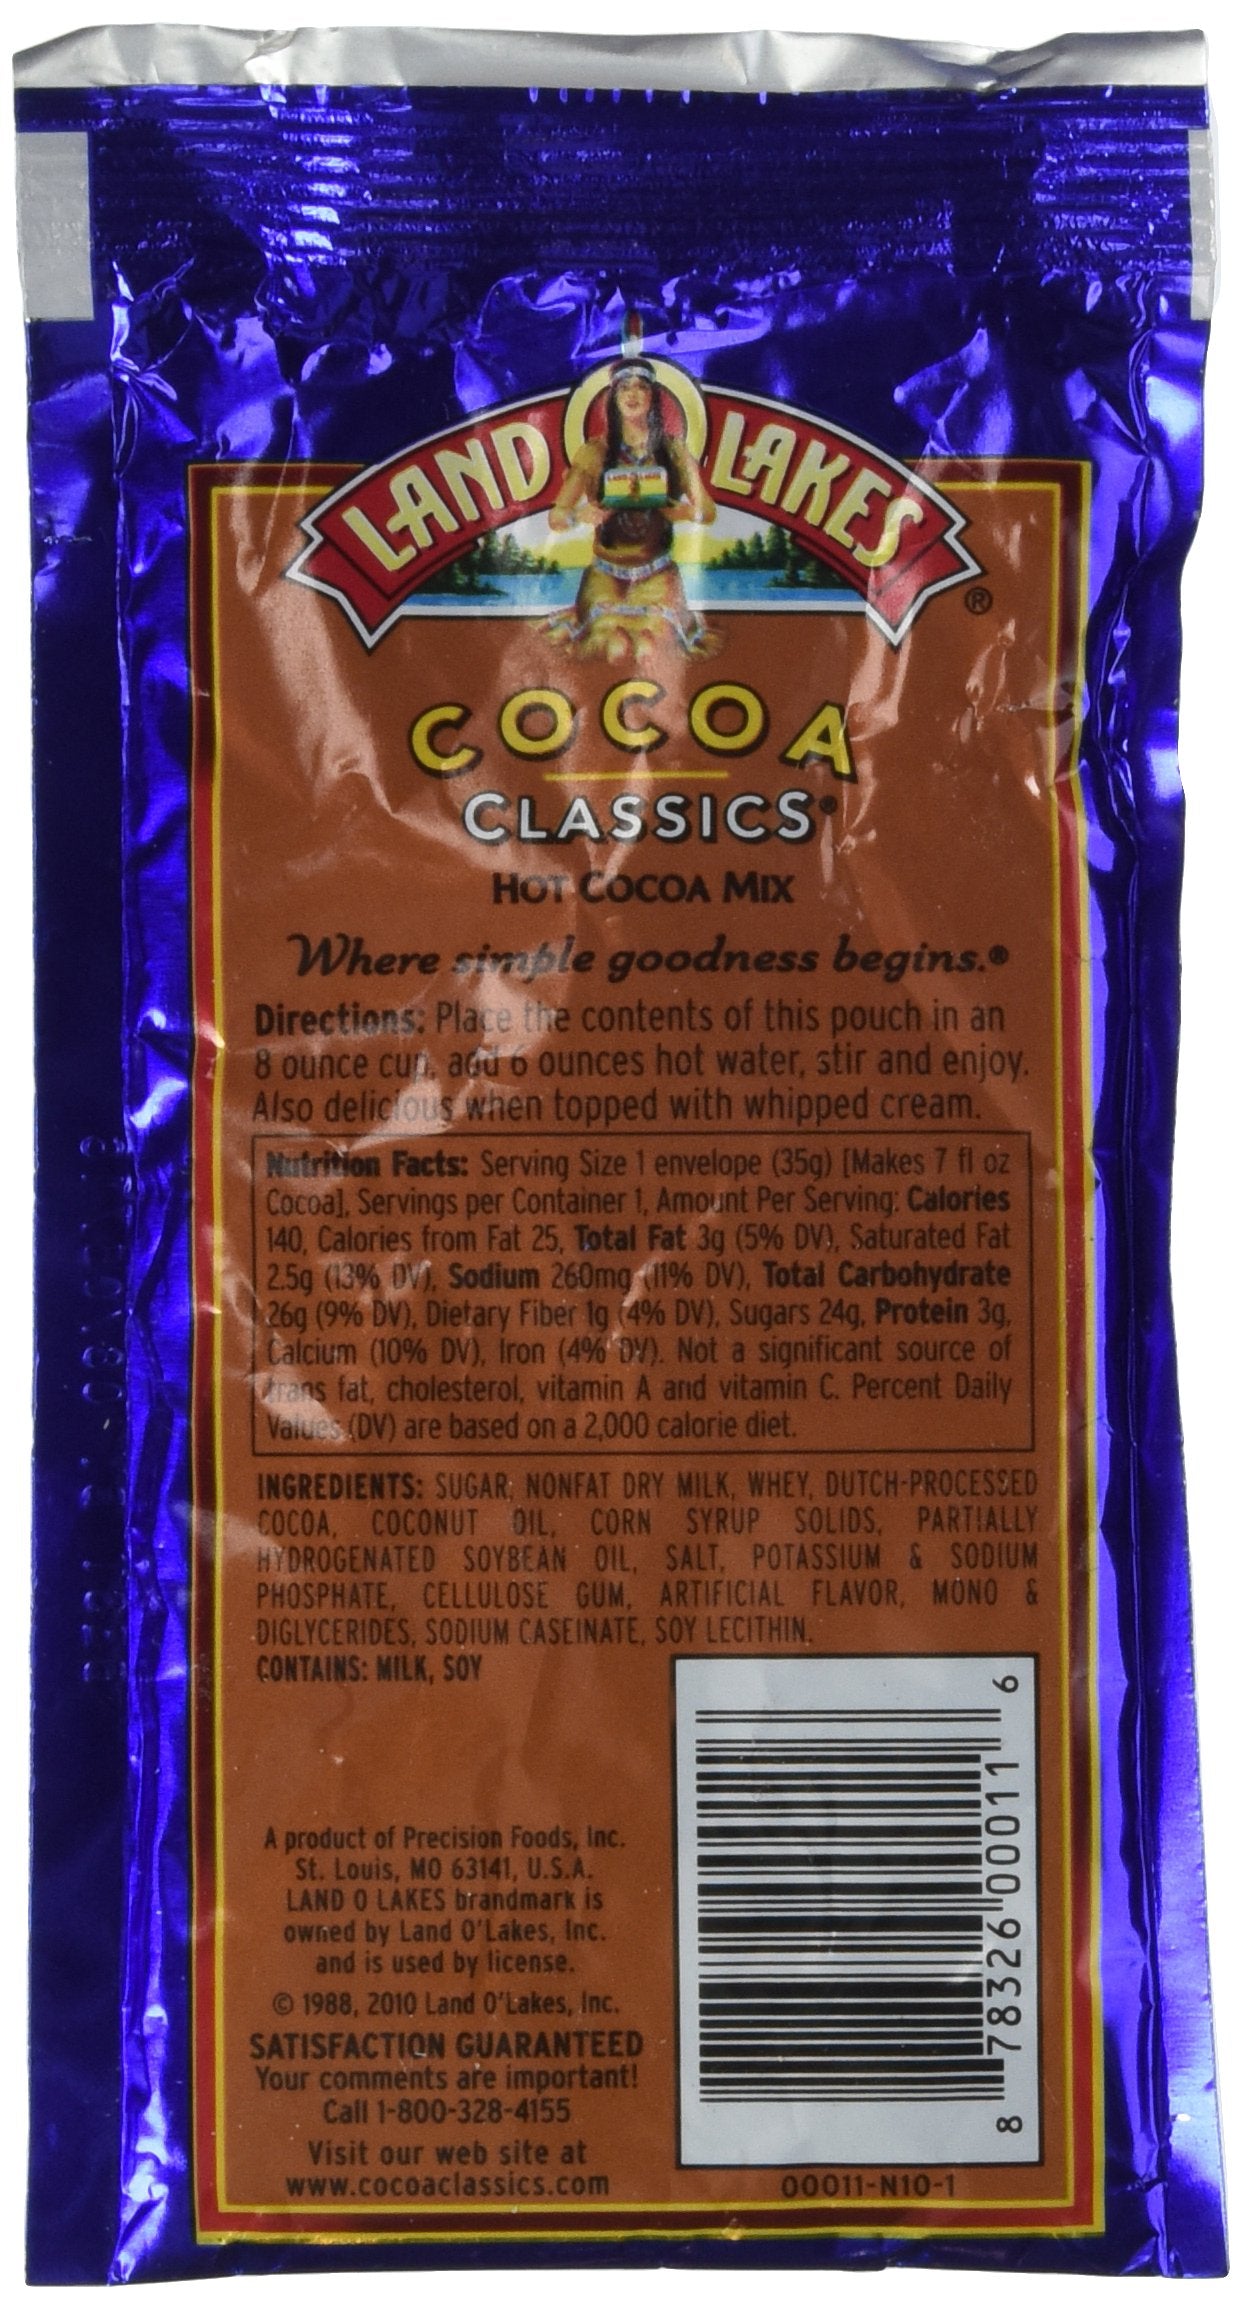 LAND O LAKES®
COCOA
CLASSICS®
HOT COCOA MIX
Where simple goodness begins.®
Directions: Place the contents of this pouch in an
8 ounce cup, add 6 ounces hot water, stir and enjoy.
Also delicious when topped with whipped cream.
Nutrition Facts: Serving Size 1 envelope (35g) [Makes 7 fl oz
Cocoa], Servings per Container 1, Amount Per Serving: Calories
140, Calories from Fat 25, Total Fat 3g (5% DV), Saturated Fat
2.5g (13% DV), Sodium 260mg (11% DV), Total Carbohydrate
26g (9% DV), Dietary Fiber 1g (4% DV), Sugars 24g, Protein 3g,
Calcium (10% DV), Iron (4% DV). Not a significant source of
trans fat, cholesterol, vitamin A and vitamin C. Percent Daily
Values (DV) are based on a 2,000 calorie diet.
INGREDIENTS: SUGAR, NONFAT DRY MILK, WHEY, DUTCH-PROCESSED
COCOA, COCONUT OIL, CORN SYRUP SOLIDS, PARTIALLY
HYDROGENATED SOYBEAN OIL, SALT, POTASSIUM & SODIUM
PHOSPHATE, CELLULOSE GUM, ARTIFICIAL FLAVOR, MONO &
DIGLYCERIDES, SODIUM CASEINATE, SOY LECITHIN.
CONTAINS: MILK, SOY
A product of Precision Foods, Inc.
St. Louis, MO 63141, U.S.A.
LAND O LAKES brandmark is
owned by Land O'Lakes, Inc.
and is used by license.
© 1988, 2010 Land O'Lakes, Inc.
SATISFACTION GUARANTEED
Your comments are important!
Call 1-800-328-4155
Visit our web site at
www.cocoaclassics.com
8 78326 00011 6
00011-N10-1